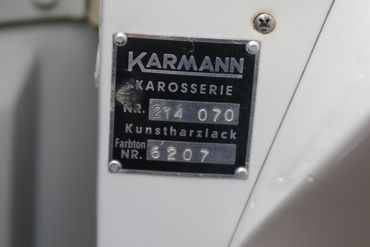 KARMANN
KAROSSERIE
NR. 214 070
Kunstharzlack
Farbton
NR. 6207